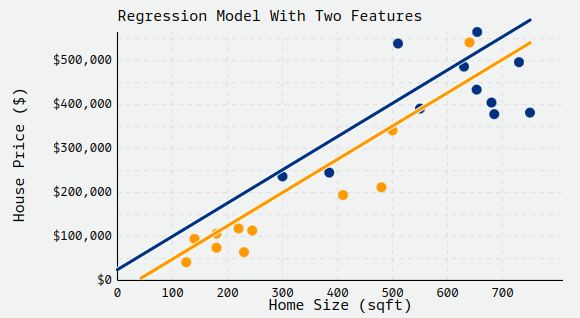 Regression Model With Two Features
House Price ($)
$500,000
$400,000
$300,000
$200,000
$100,000
$0
0 100 200 300 400 500 600 700
Home Size (sqft)